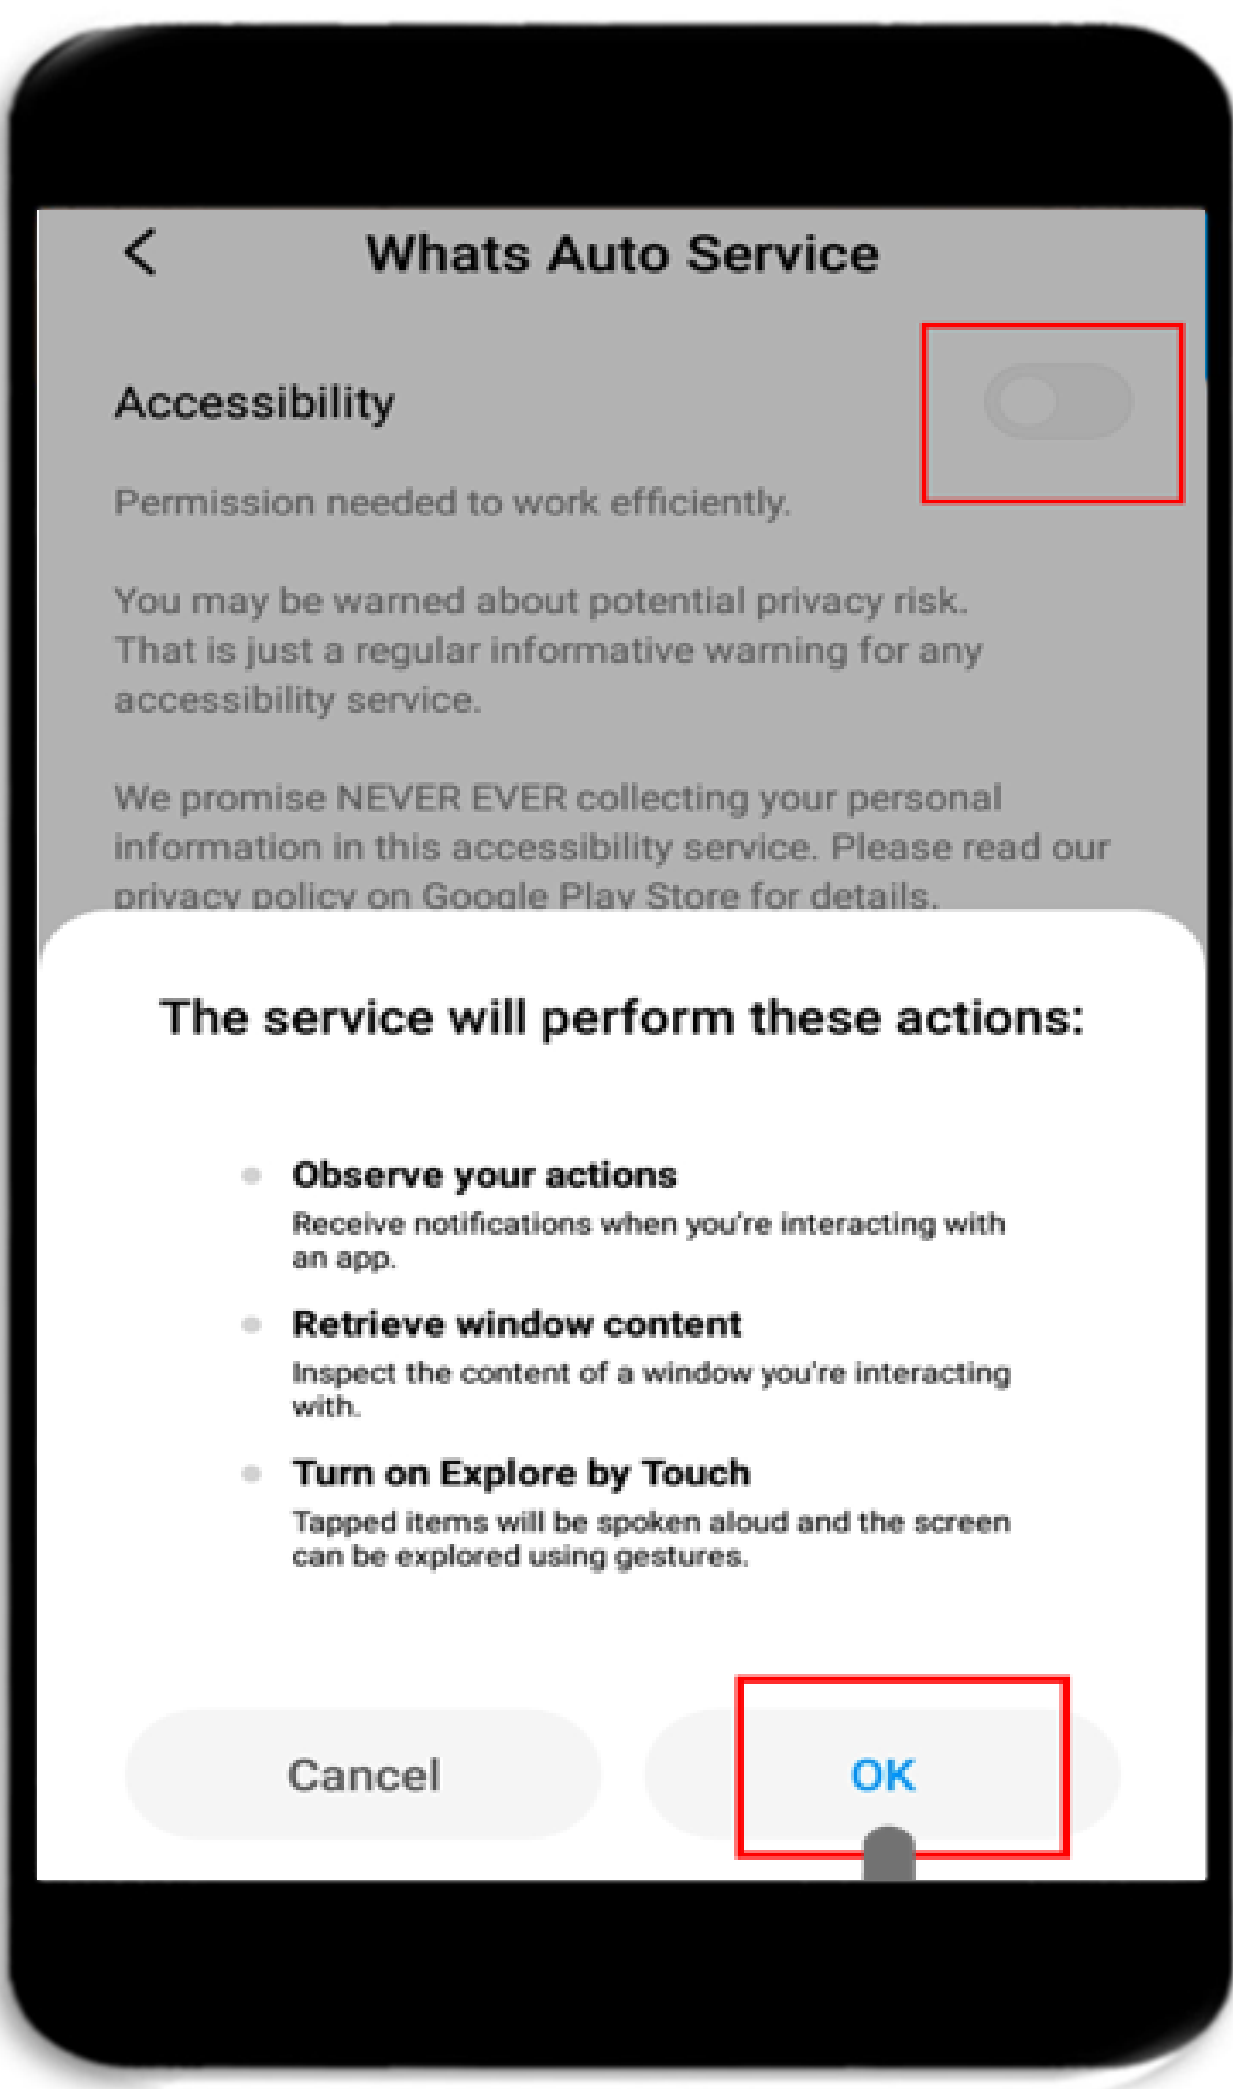 Whats Auto Service
Accessibility
Permission needed to work efficiently.
You may be warned about potential privacy risk.
That is just a regular informative warning for any
accessibility service.
We promise NEVER EVER collecting your personal
information in this accessibility service. Please read our
privacy policy on Google Play Store for details.
The service will perform these actions:
Observe your actions
Receive notifications when you're interacting with
an app.
Retrieve window content
Inspect the content of a window you're interacting
with.
Turn on Explore by Touch
Tapped items will be spoken aloud and the screen
can be explored using gestures.
Cancel
OK